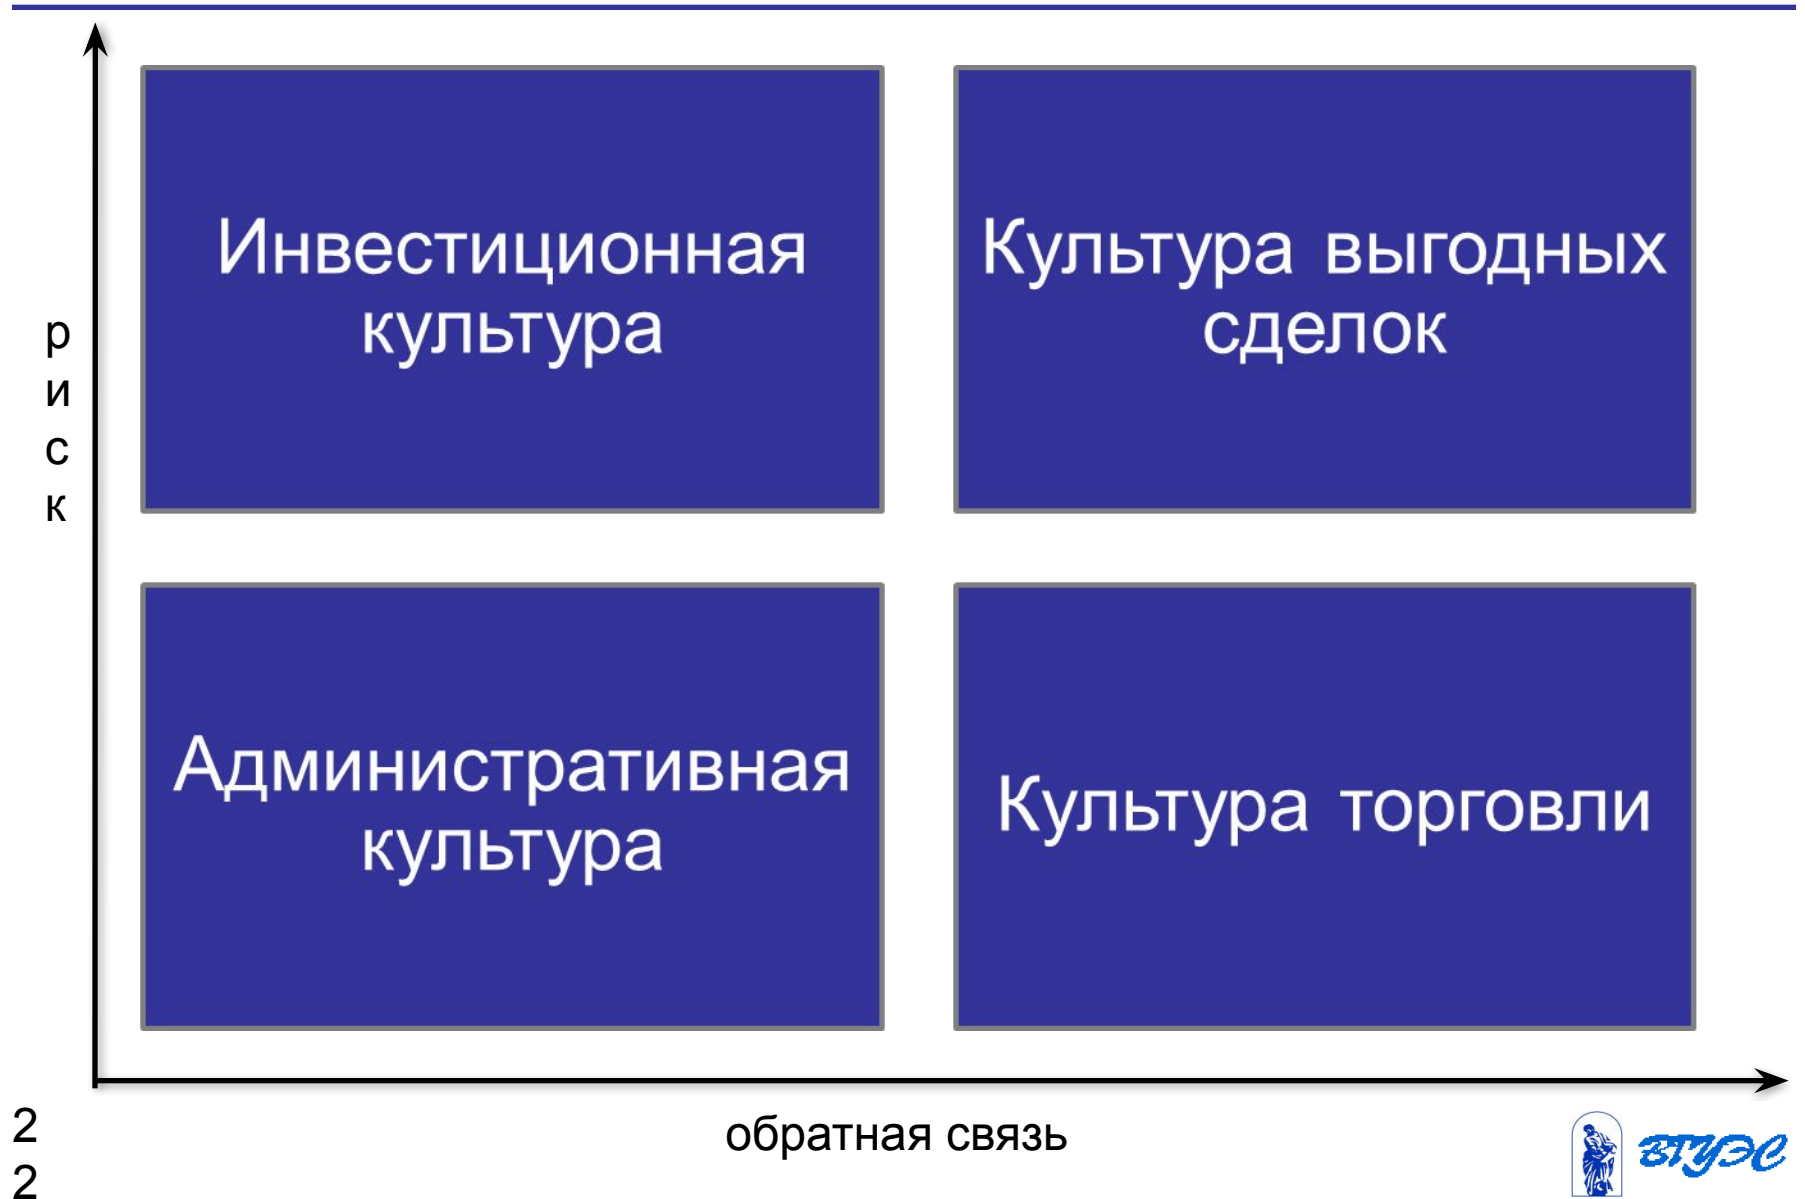 р
и
с
к
Инвестиционная
культура
Культура выгодных
сделок
Административная
культура
Культура торговли
обратная связь
2
2
ВГУЭС